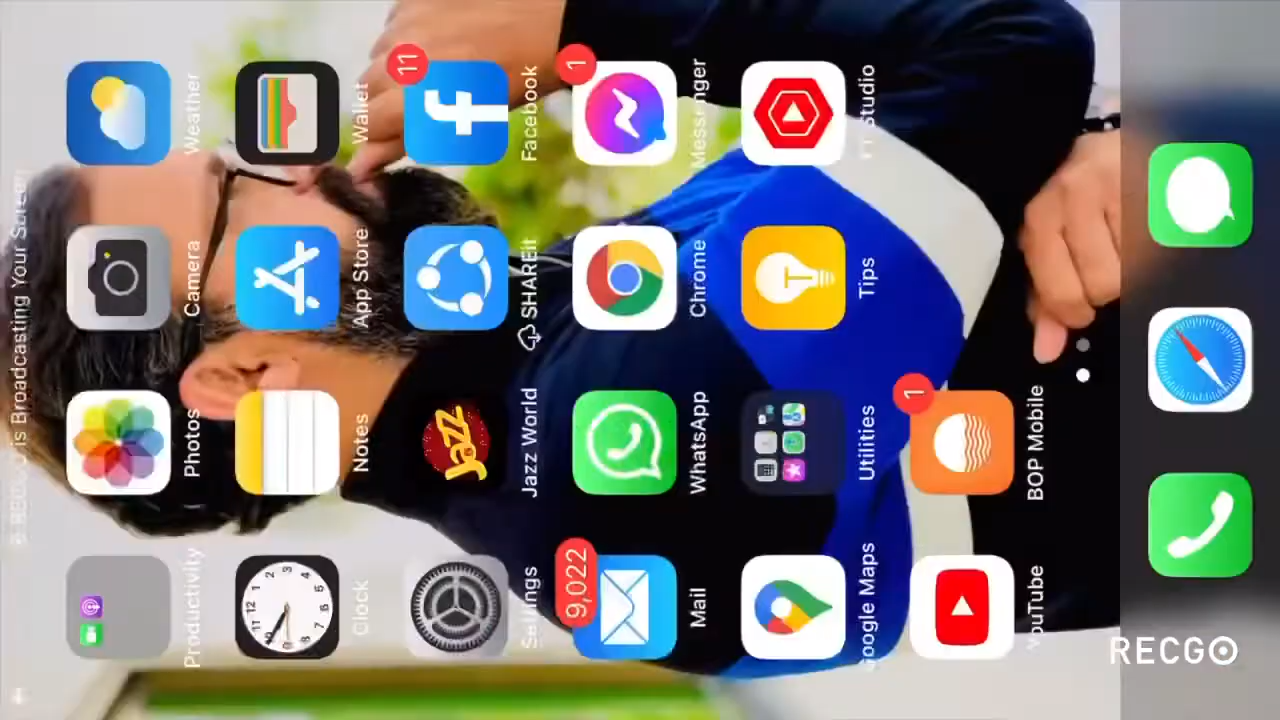 is Broadcasting Your Screen
Productivity
Photos
Camera
Weather
Clock
Notes
App Store
Wallet
Settings
Jazz
Jazz World
SHAREit
11
Facebook
9,022
Mail
WhatsApp
Chrome
1
Messenger
Google Maps
Utilities
Tips
Studio
YouTube
1
BOP Mobile
RECGO